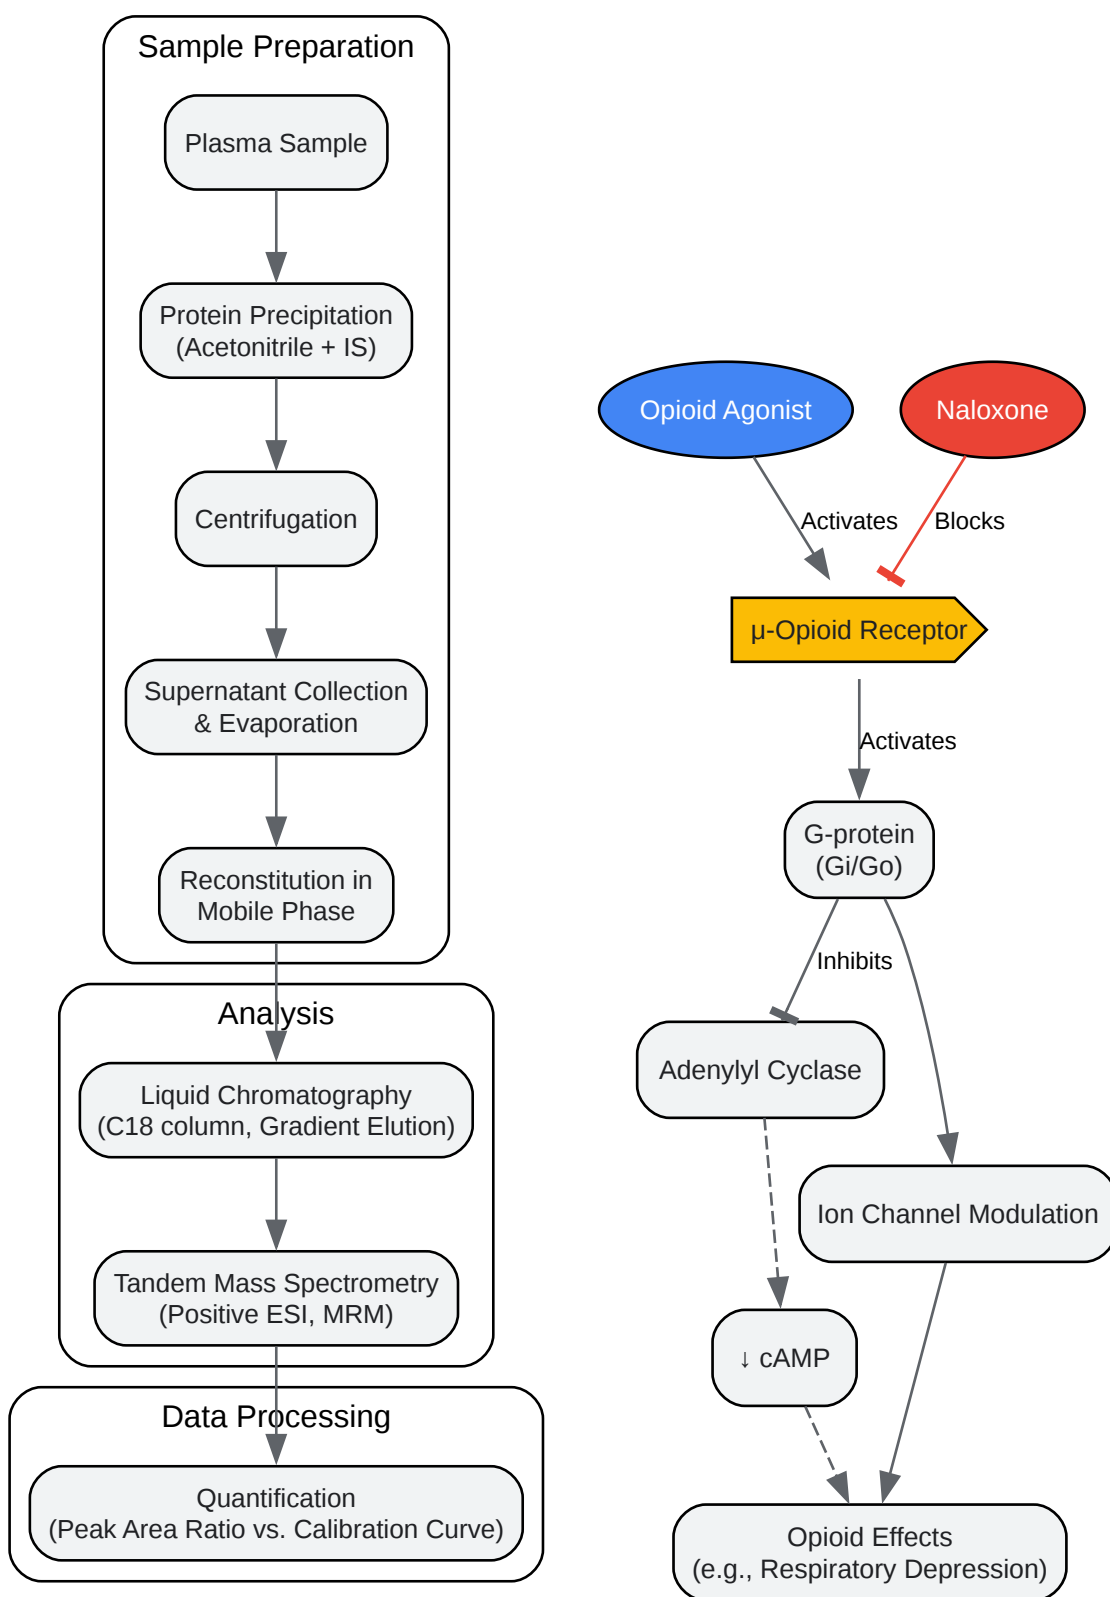 Sample Preparation
Plasma Sample
Protein Precipitation
(Acetonitrile + IS)
Centrifugation
Supernatant Collection
& Evaporation
Reconstitution in
Mobile Phase
Analysis
Liquid Chromatography
(C18 column, Gradient Elution)
Tandem Mass Spectrometry
(Positive ESI, MRM)
Data Processing
Quantification
(Peak Area Ratio vs. Calibration Curve)
Opioid Agonist
Naloxone
Activates
Blocks
μ-Opioid Receptor
Activates
G-protein
(Gi/Go)
Inhibits
Adenylyl Cyclase
Ion Channel Modulation
↓ cAMP
Opioid Effects
(e.g., Respiratory Depression)